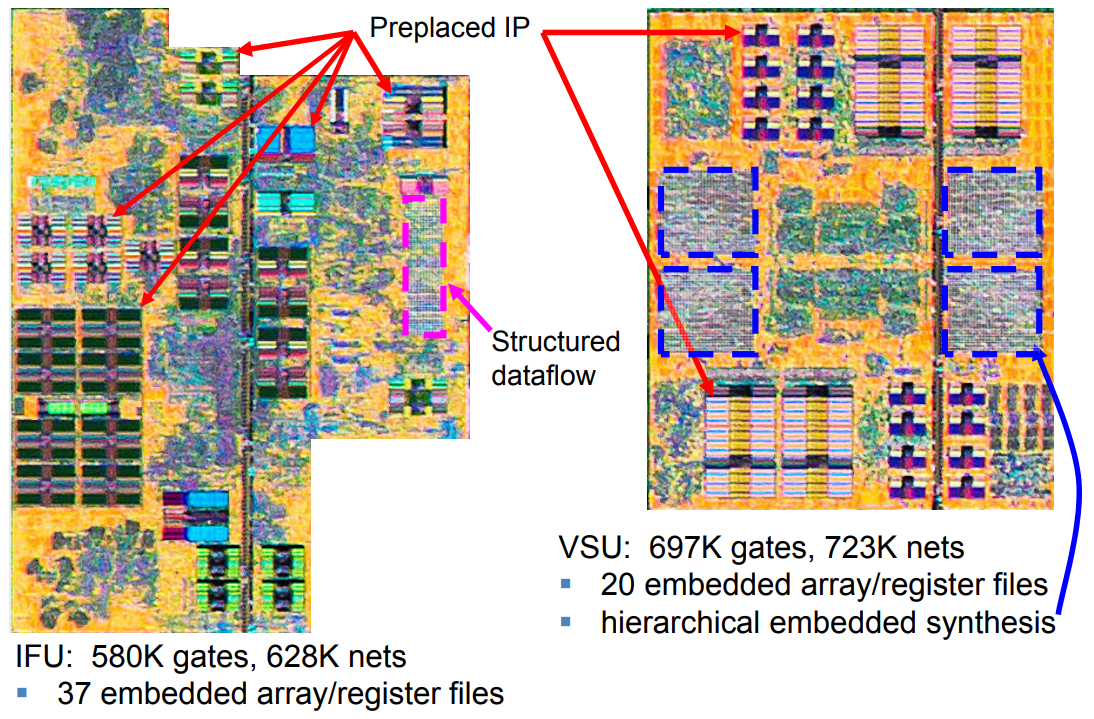 Preplaced IP
Structured
dataflow
VSU: 697K gates, 723K nets
▪ 20 embedded array/register files
▪ hierarchical embedded synthesis
IFU: 580K gates, 628K nets
▪ 37 embedded array/register files